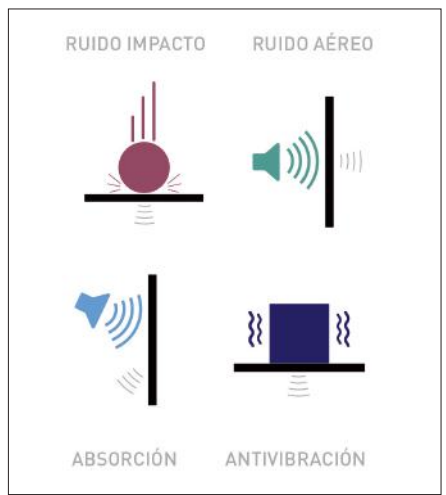 RUIDO IMPACTO
RUIDO AÉREO
ABSORCIÓN
ANTIVIBRACIÓN